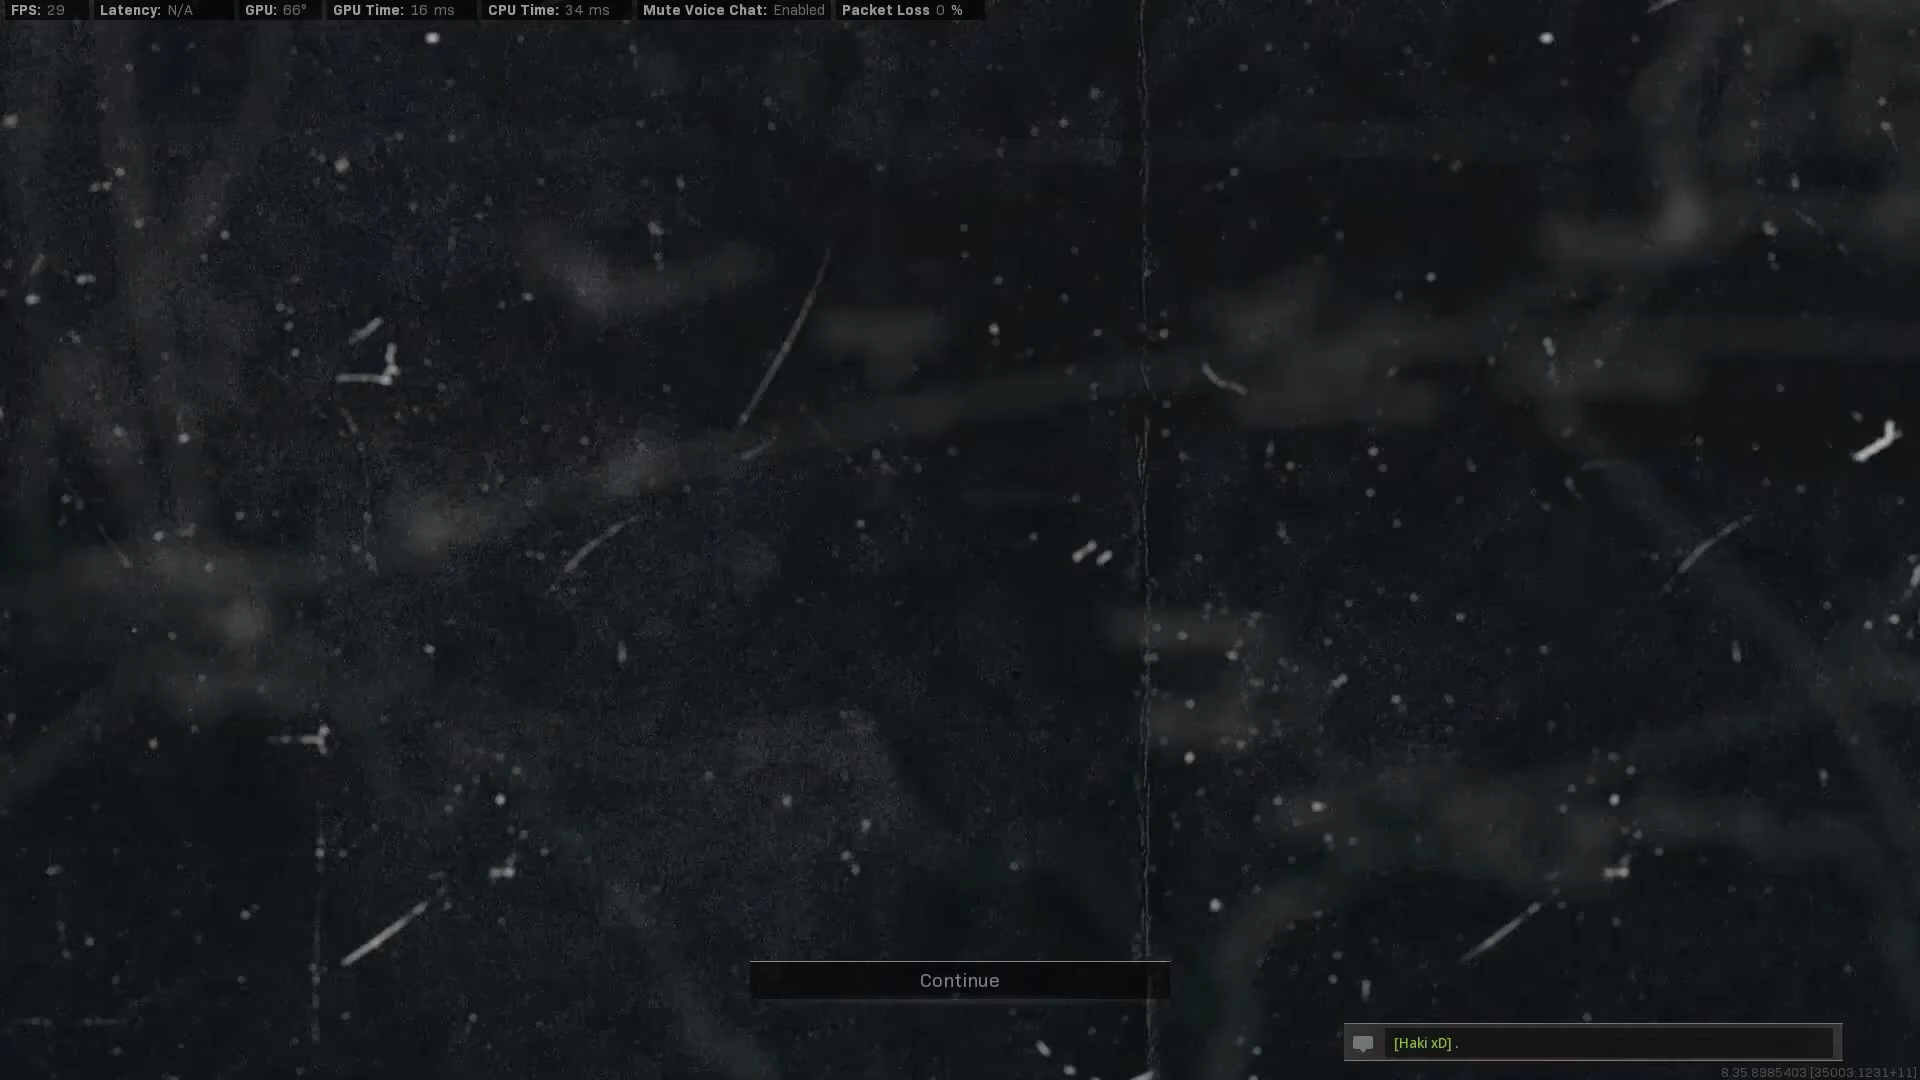 FPS: 29 Latency: N/A GPU: 66° GPU Time: 16 ms CPU Time: 34 ms Mute Voice Chat: Enabled Packet Loss 0 %
Continue
[Haki xD] .
8.35.8985403 [35003:1231+11]